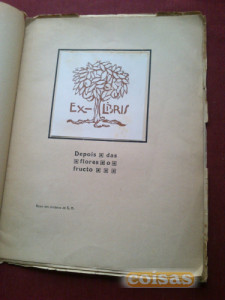 EX-LIBRIS
Depois das
flores o
fructo
coisas